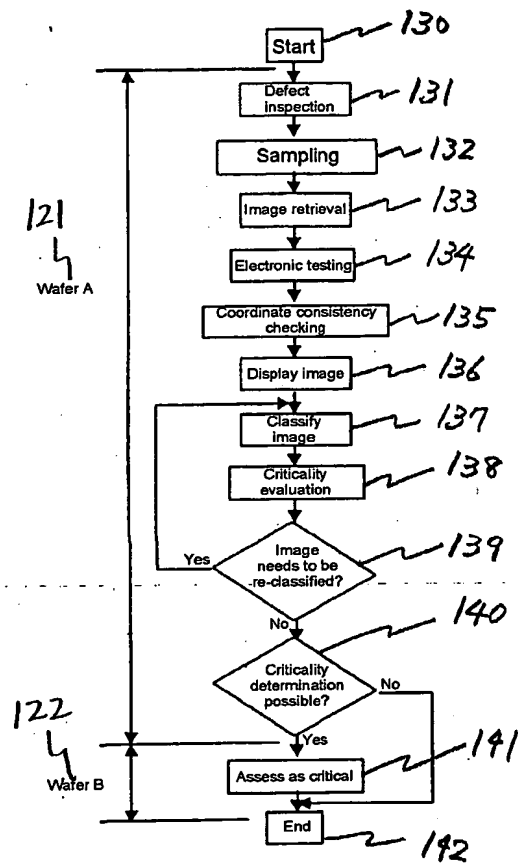 Start
130
Defect
inspection
131
Sampling
132
Image retrieval
133
121
Electronic testing
134
Wafer A
Coordinate consistency
checking
135
Display image
136
Classify
image
137
Criticality
evaluation
138
Image
needs to be
re-classified?
139
Yes
No
140
Criticality
determination
possible?
No
122
Yes
141
Wafer B
Assess as critical
End
142